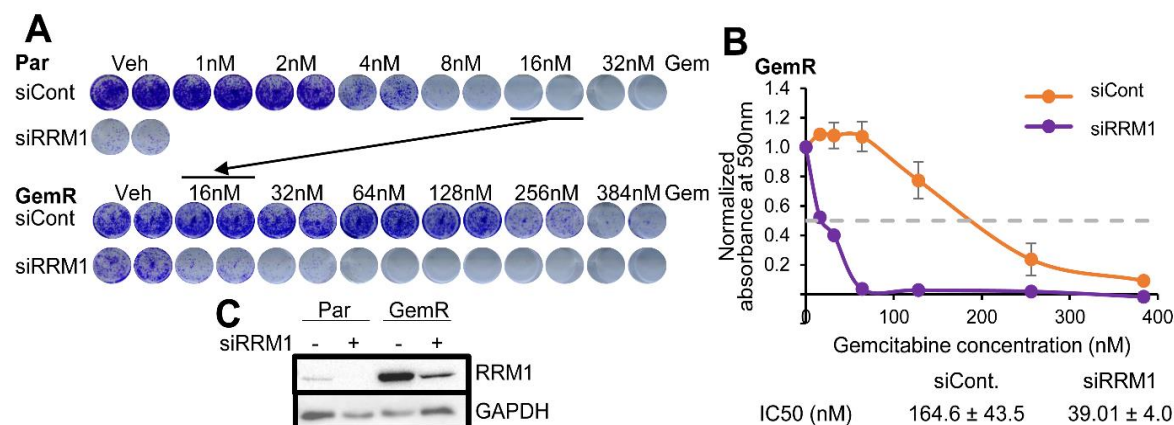 A
Par
Veh 1nM 2nM 4nM 8nM 16nM 32nM Gem
siCont
siRRM1
GemR
Veh 16nM 32nM 64nM 128nM 256nM 384nM Gem
siCont
siRRM1
B
GemR
siCont
siRRM1
Normalized
absorbance at 590nm
1.4
1.2
1.0
0.8
0.6
0.4
0.2
0 100 200 300 400
Gemcitabine concentration (nM)
siCont. siRRM1
IC50 (nM) 164.6 ± 43.5 39.01 ± 4.0
C
Par GemR
siRRM1 - + - +
RRM1
GAPDH